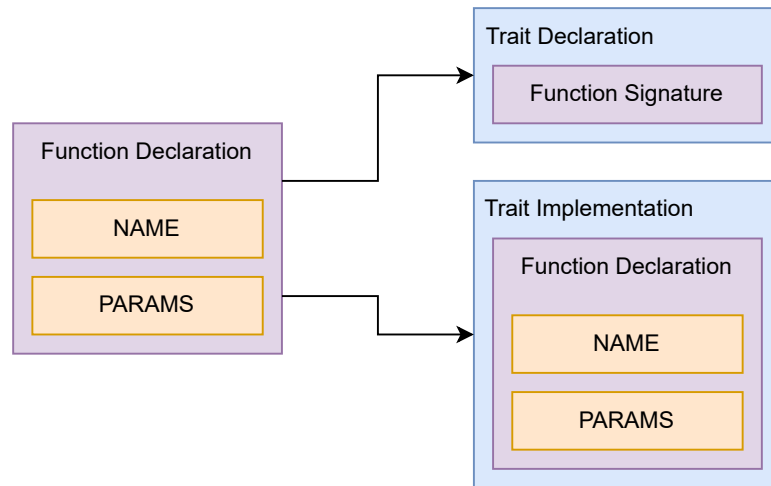 Function Declaration
NAME
PARAMS
Trait Declaration
Function Signature
Trait Implementation
Function Declaration
NAME
PARAMS